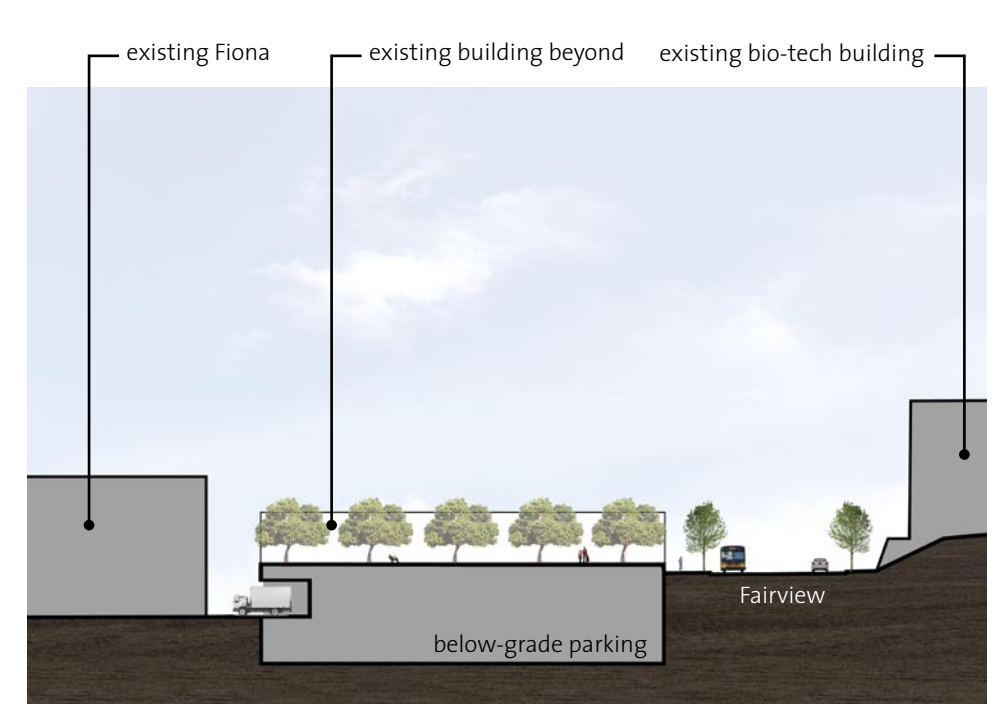 existing Fiona
existing building beyond
existing bio-tech building
Fairview
below-grade parking